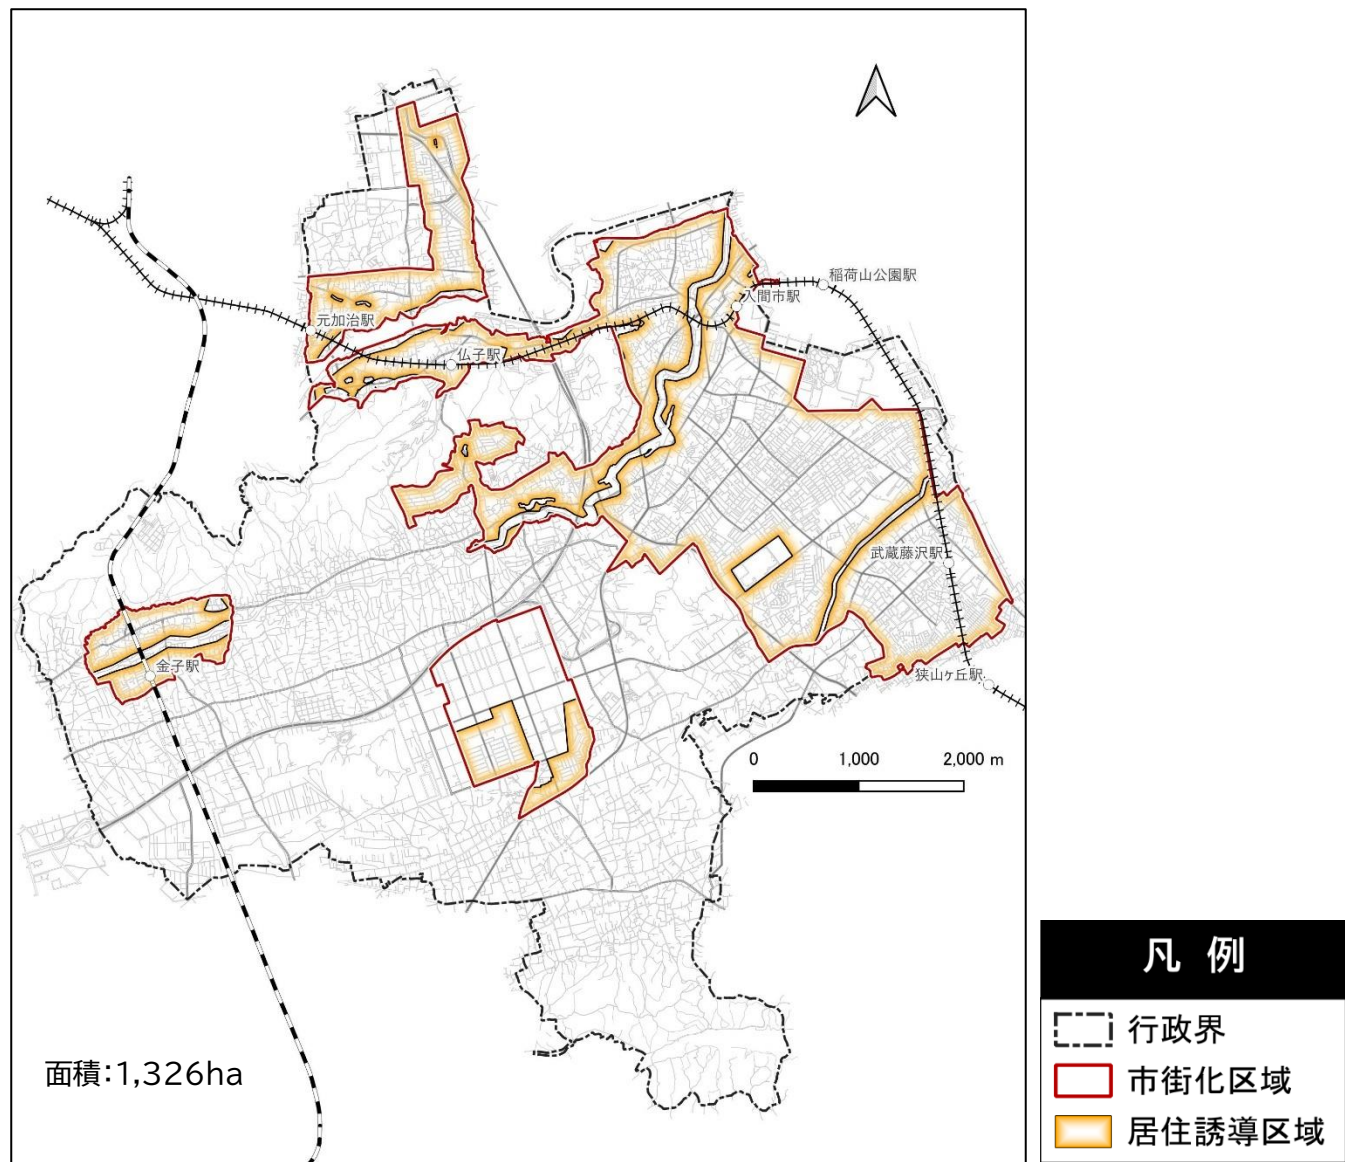 稲荷山公園駅
入間市駅
元加治駅
仏子駅
武蔵藤沢駅
金子駅
狭山ヶ丘駅
0 1,000 2,000 m
面積:1,326ha
凡 例
行政界
市街化区域
居住誘導区域